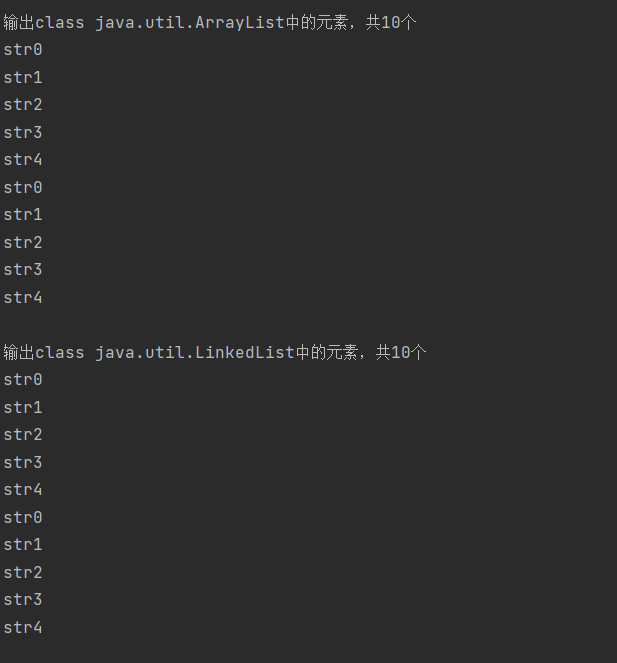 输出class java.util.ArrayList中的元素，共10个
str0
str1
str2
str3
str4
str0
str1
str2
str3
str4
输出class java.util.LinkedList中的元素，共10个
str0
str1
str2
str3
str4
str0
str1
str2
str3
str4